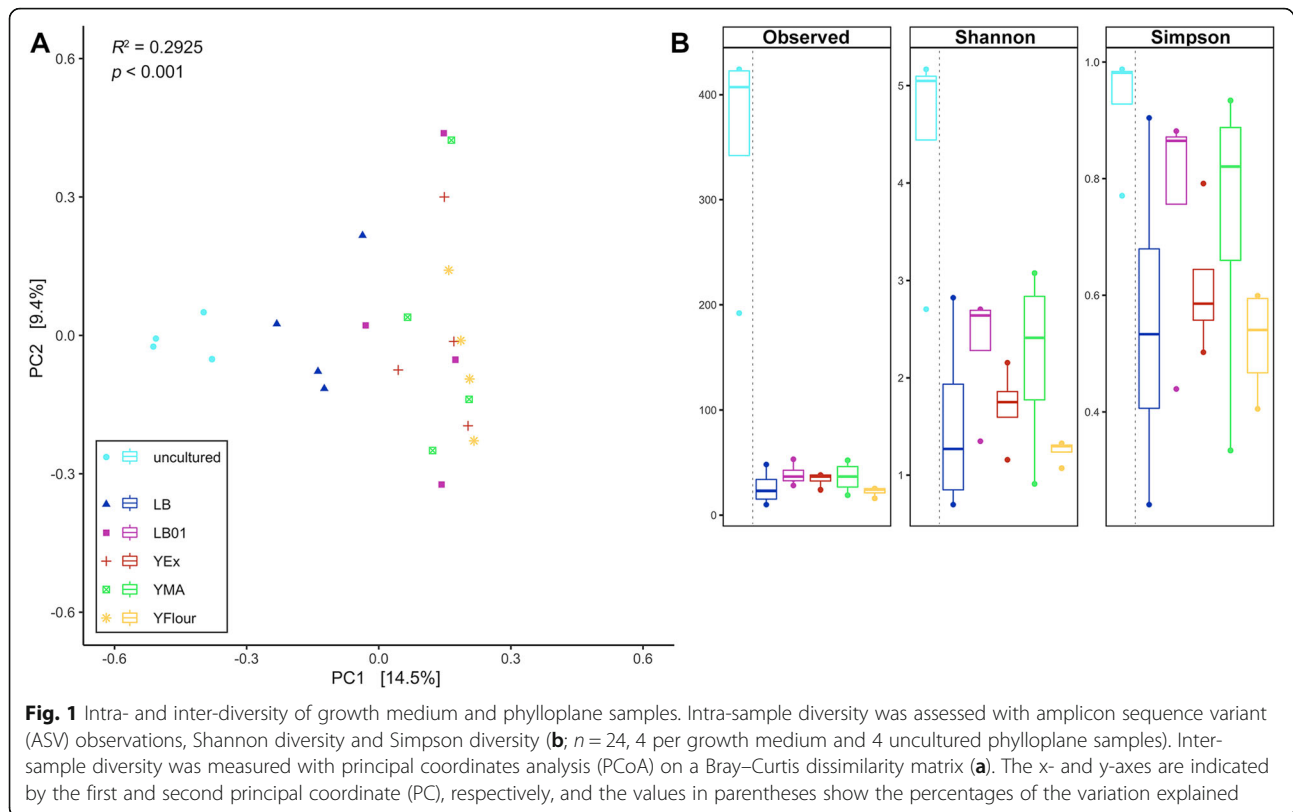 A
R² = 0.2925
p < 0.001
0.6
0.3
0.0
-0.3
-0.6
PC2 [9.4%]
-0.6
-0.3
0.0
0.3
0.6
PC1 [14.5%]
uncultured
LB
LB01
YEx
YMA
YFlour
B
Observed
400
300
200
100
0
Shannon
5
4
3
2
1
Simpson
1.0
0.8
0.6
0.4
Fig. 1 Intra- and inter-diversity of growth medium and phylloplane samples. Intra-sample diversity was assessed with amplicon sequence variant
(ASV) observations, Shannon diversity and Simpson diversity (b; n = 24, 4 per growth medium and 4 uncultured phylloplane samples). Inter-
sample diversity was measured with principal coordinates analysis (PCoA) on a Bray–Curtis dissimilarity matrix (a). The x- and y-axes are indicated
by the first and second principal coordinate (PC), respectively, and the values in parentheses show the percentages of the variation explained